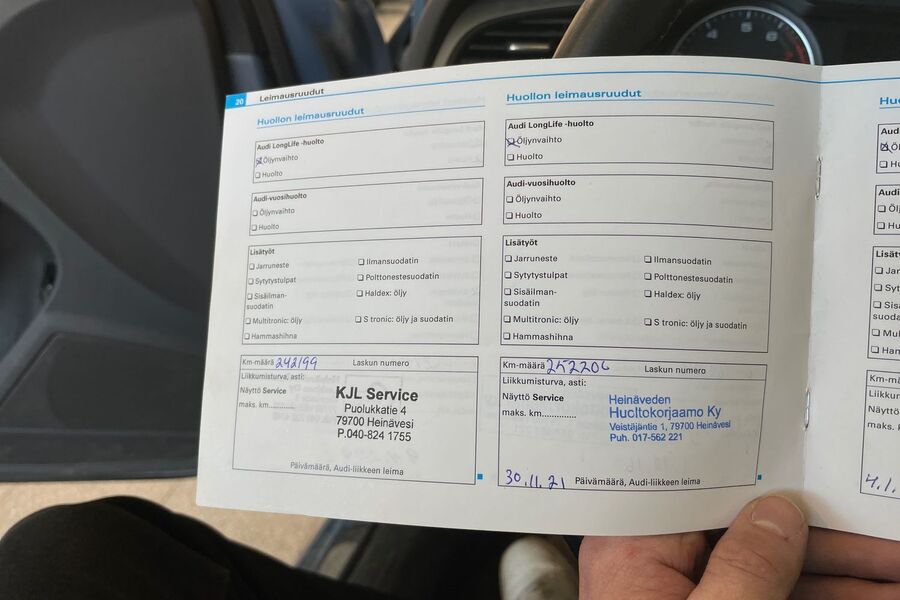 20 Leimausruudut
Huollon leimausruudut
Audi LongLife -huolto
Öljynvaihto
Huolto
Audi-vuosihuolto
Öljynvaihto
Huolto
Lisätyöt
Jarruneste
Ilmansuodatin
Sytytystulpat
Polttonestesuodatin
Sisäilman-
suodatin
Haldex: öljy
Multitronic: öljy
S tronic: öljy ja suodatin
Hammashihna
Km-määrä 242199 Laskun numero
Liikkumisturva, asti:
Näyttö Service
maks. km.............
KJL Service
Puolukkatie 4
79700 Heinävesi
P.040-824 1755
Päivämäärä, Audi-liikkeen leima
Huollon leimausruudut
Audi LongLife -huolto
Öljynvaihto
Huolto
Audi-vuosihuolto
Öljynvaihto
Huolto
Lisätyöt
Jarruneste
Ilmansuodatin
Sytytystulpat
Polttonestesuodatin
Sisäilman-
suodatin
Haldex: öljy
Multitronic: öljy
S tronic: öljy ja suodatin
Hammashihna
Km-määrä 252206 Laskun numero
Liikkumisturva, asti:
Näyttö Service
maks. km.............
Heinäveden
Huoltokorjaamo Ky
Veistäjäntie 1, 79700 Heinävesi
Puh. 017-562 221
30.11.21 Päivämäärä, Audi-liikkeen leima
4 5 6